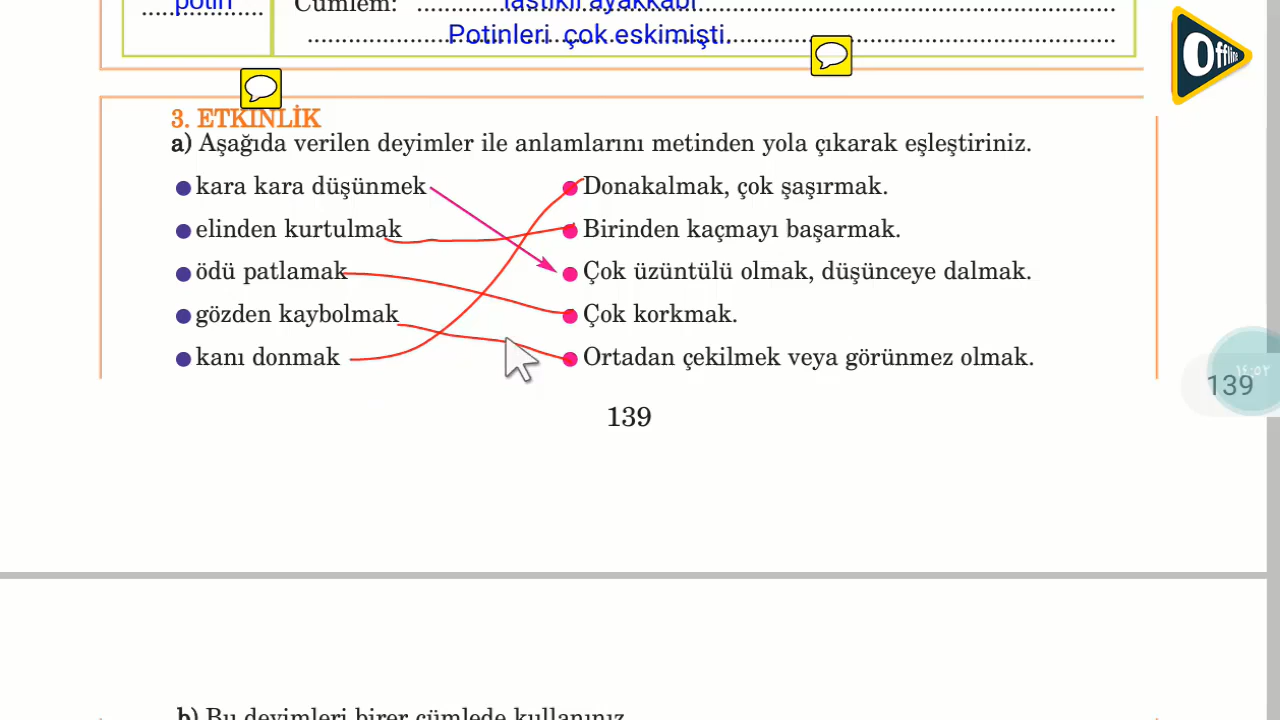 potin
Cümlem: lastikli ayakkabı
Potinleri çok eskimişti.
Offline
3. ETKİNLİK
a) Aşağıda verilen deyimler ile anlamlarını metinden yola çıkarak eşleştiriniz.
kara kara düşünmek Donakalmak, çok şaşırmak.
elinden kurtulmak Birinden kaçmayı başarmak.
ödü patlamak Çok üzüntülü olmak, düşünceye dalmak.
gözden kaybolmak Çok korkmak.
kanı donmak Ortadan çekilmek veya görünmez olmak.
١٤:٥٢
139
139
b) Bu deyimleri birer cümlede kullanınız.